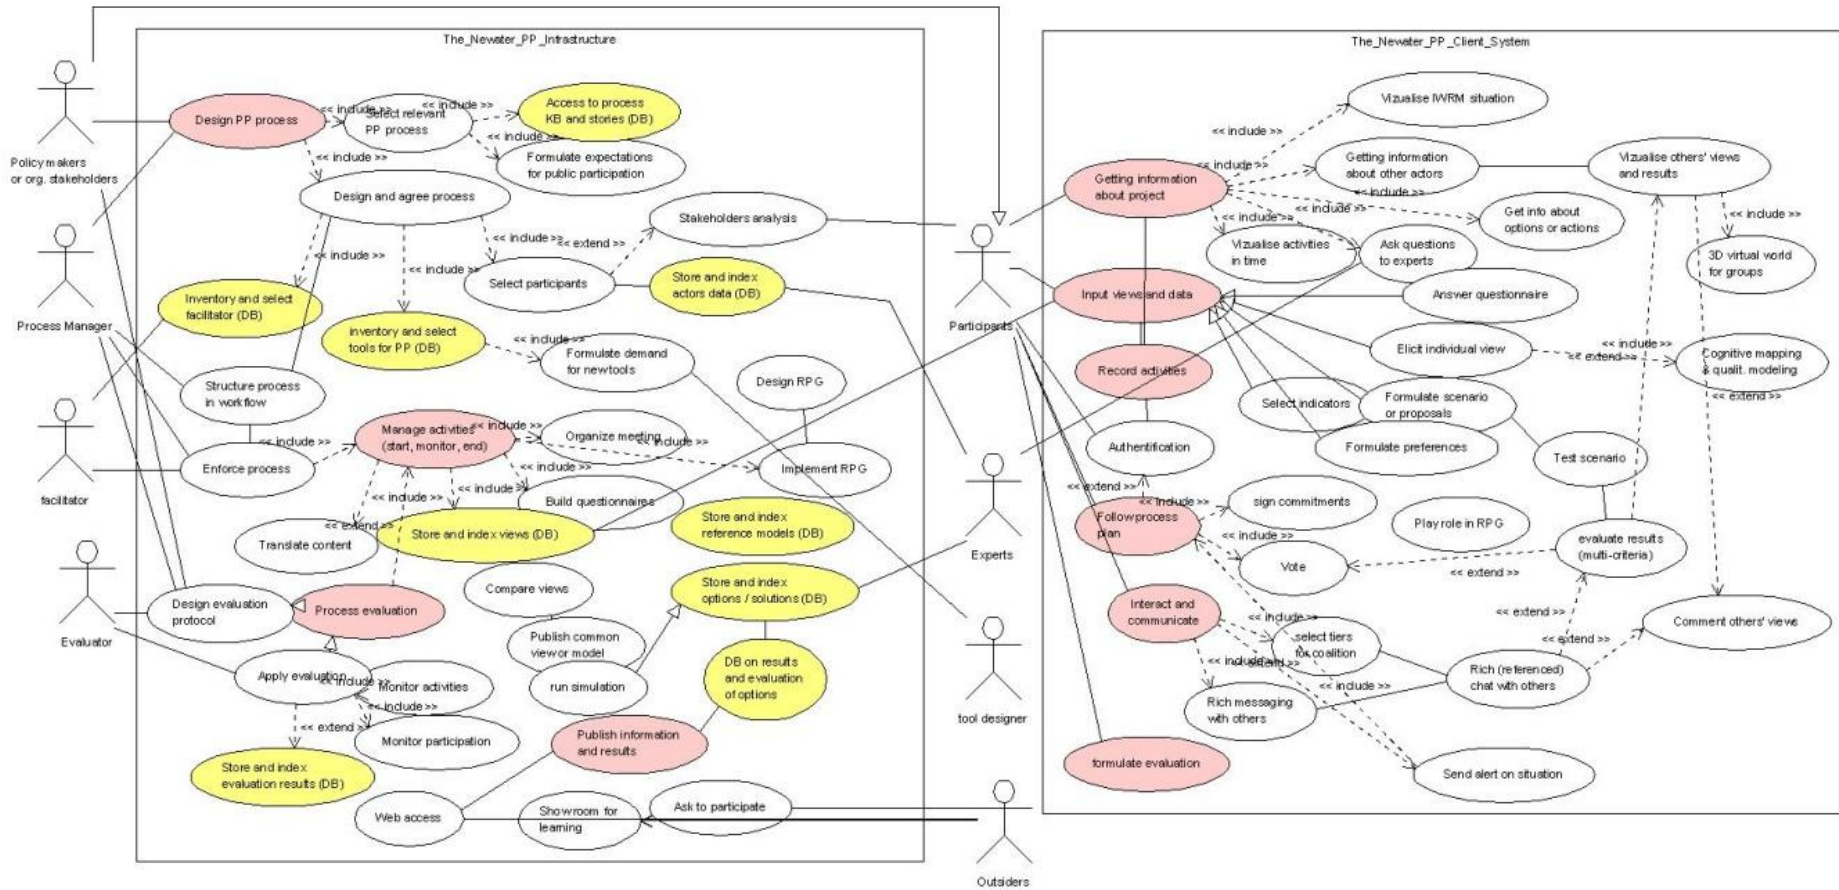 The_Newater_PP_Infrastructure
The_Newater_PP_Client_System
Policy makers
or org. stakeholders
Process Manager
facilitator
Evaluator
Design PP process
<< include >>
Select relevant
PP process
<< include >>
Access to process
KB and stories (DB)
<< include >>
Formulate expectations
for public participation
<< include >>
Design and agree process
Stakeholders analysis
<< include >>
<< extend >>
<< include >>
<< include >>
Select participants
Store and index
actors data (DB)
Inventory and select
facilitator (DB)
inventory and select
tools for PP (DB)
<< include >>
Formulate demand
for newtools
Structure process
in workflow
Design RPG
Manage activities
(start, monitor, end)
<< include >>
Organize meeting
<< include >>
Enforce process
<< include >>
Implement RPG
<< include >>
<< include >>
<< include >>
Build questionnaires
<< extend >>
Translate content
Store and index views (DB)
Store and index
reference models (DB)
Compare views
Store and index
options / solutions (DB)
Design evaluation
protocol
Process evaluation
Publish common
view or model
run simulation
DB on results
and evaluation
of options
Apply evaluation
<< include >>
Monitor activities
<< include >>
<< extend >>
Monitor participation
Publish information
and results
Store and index
evaluation results (DB)
Web access
Showroom for
learning
Ask to participate
Participants
Experts
tool designer
Outsiders
Vizualise IWRM situation
<< include >>
Getting information
about project
<< include >>
Getting information
about other actors
Vizualise others' views
and results
<< include >>
<< include >>
Get info about
options or actions
<< include >>
<< include >>
Vizualise activities
in time
Ask questions
to experts
3D virtual world
for groups
Input views and data
Answer questionnaire
Elicit individual view
<< include >>
<< extend >>
Cognitive mapping
& qualit. modeling
Record activities
<< extend >>
Select indicators
Formulate scenario
or proposals
Authentification
Formulate preferences
Test scenario
<< extend >>
<< include >>
sign commitments
Follow process
plan
Play role in RPG
<< include >>
Vote
evaluate results
(multi-criteria)
<< extend >>
Interact and
communicate
<< include >>
select tiers
for coalition
<< extend >>
<< extend >>
Comment others' views
<< include >>
<< extend >>
<< include >>
Rich (referenced)
chat with others
Rich messaging
with others
formulate evaluation
Send alert on situation